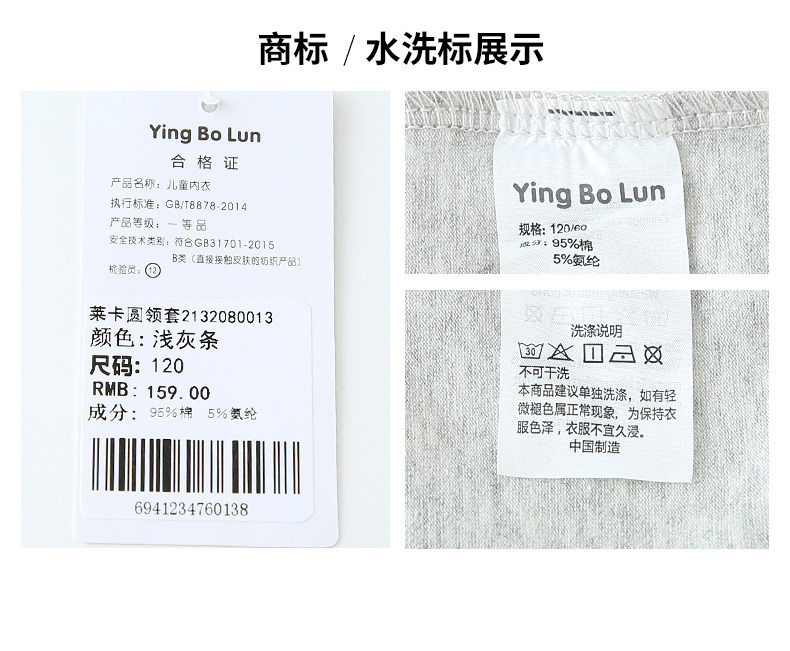 商标 / 水洗标展示
Ying Bo Lun
合格证
产品名称：儿童内衣
执行标准：GB/T8878-2014
产品等级：一等品
安全技术类别：符合GB31701-2015
B类（直接接触皮肤的纺织产品）
检验员：12
莱卡圆领套2132080013
颜色：浅灰条
尺码：120
RMB：159.00
成分：95%棉 5%氨纶
6941234760138
Ying Bo Lun
规格：120/60
成分：95%棉
5%氨纶
洗涤说明
30
不可干洗
本商品建议单独洗涤，如有轻
微褪色属正常现象，为保持衣
服色泽，衣服不宜久浸。
中国制造